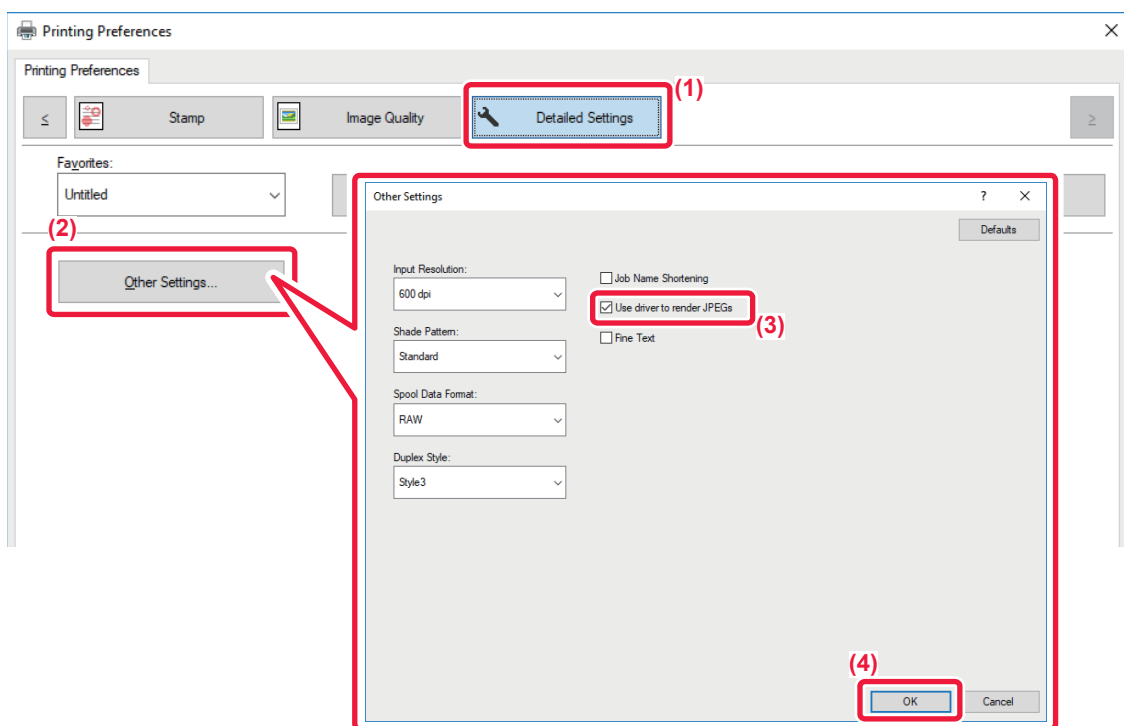 Printing Preferences
Printing Preferences
(1)
≤
Stamp
Image Quality
Detailed Settings
≥
Favorites:
Untitled
(2)
Other Settings...
Other Settings
?
Defaults
Input Resolution:
600 dpi
Shade Pattern:
Standard
Spool Data Format:
RAW
Duplex Style:
Style3
Job Name Shortening
Use driver to render JPEGs
(3)
Fine Text
(4)
OK
Cancel